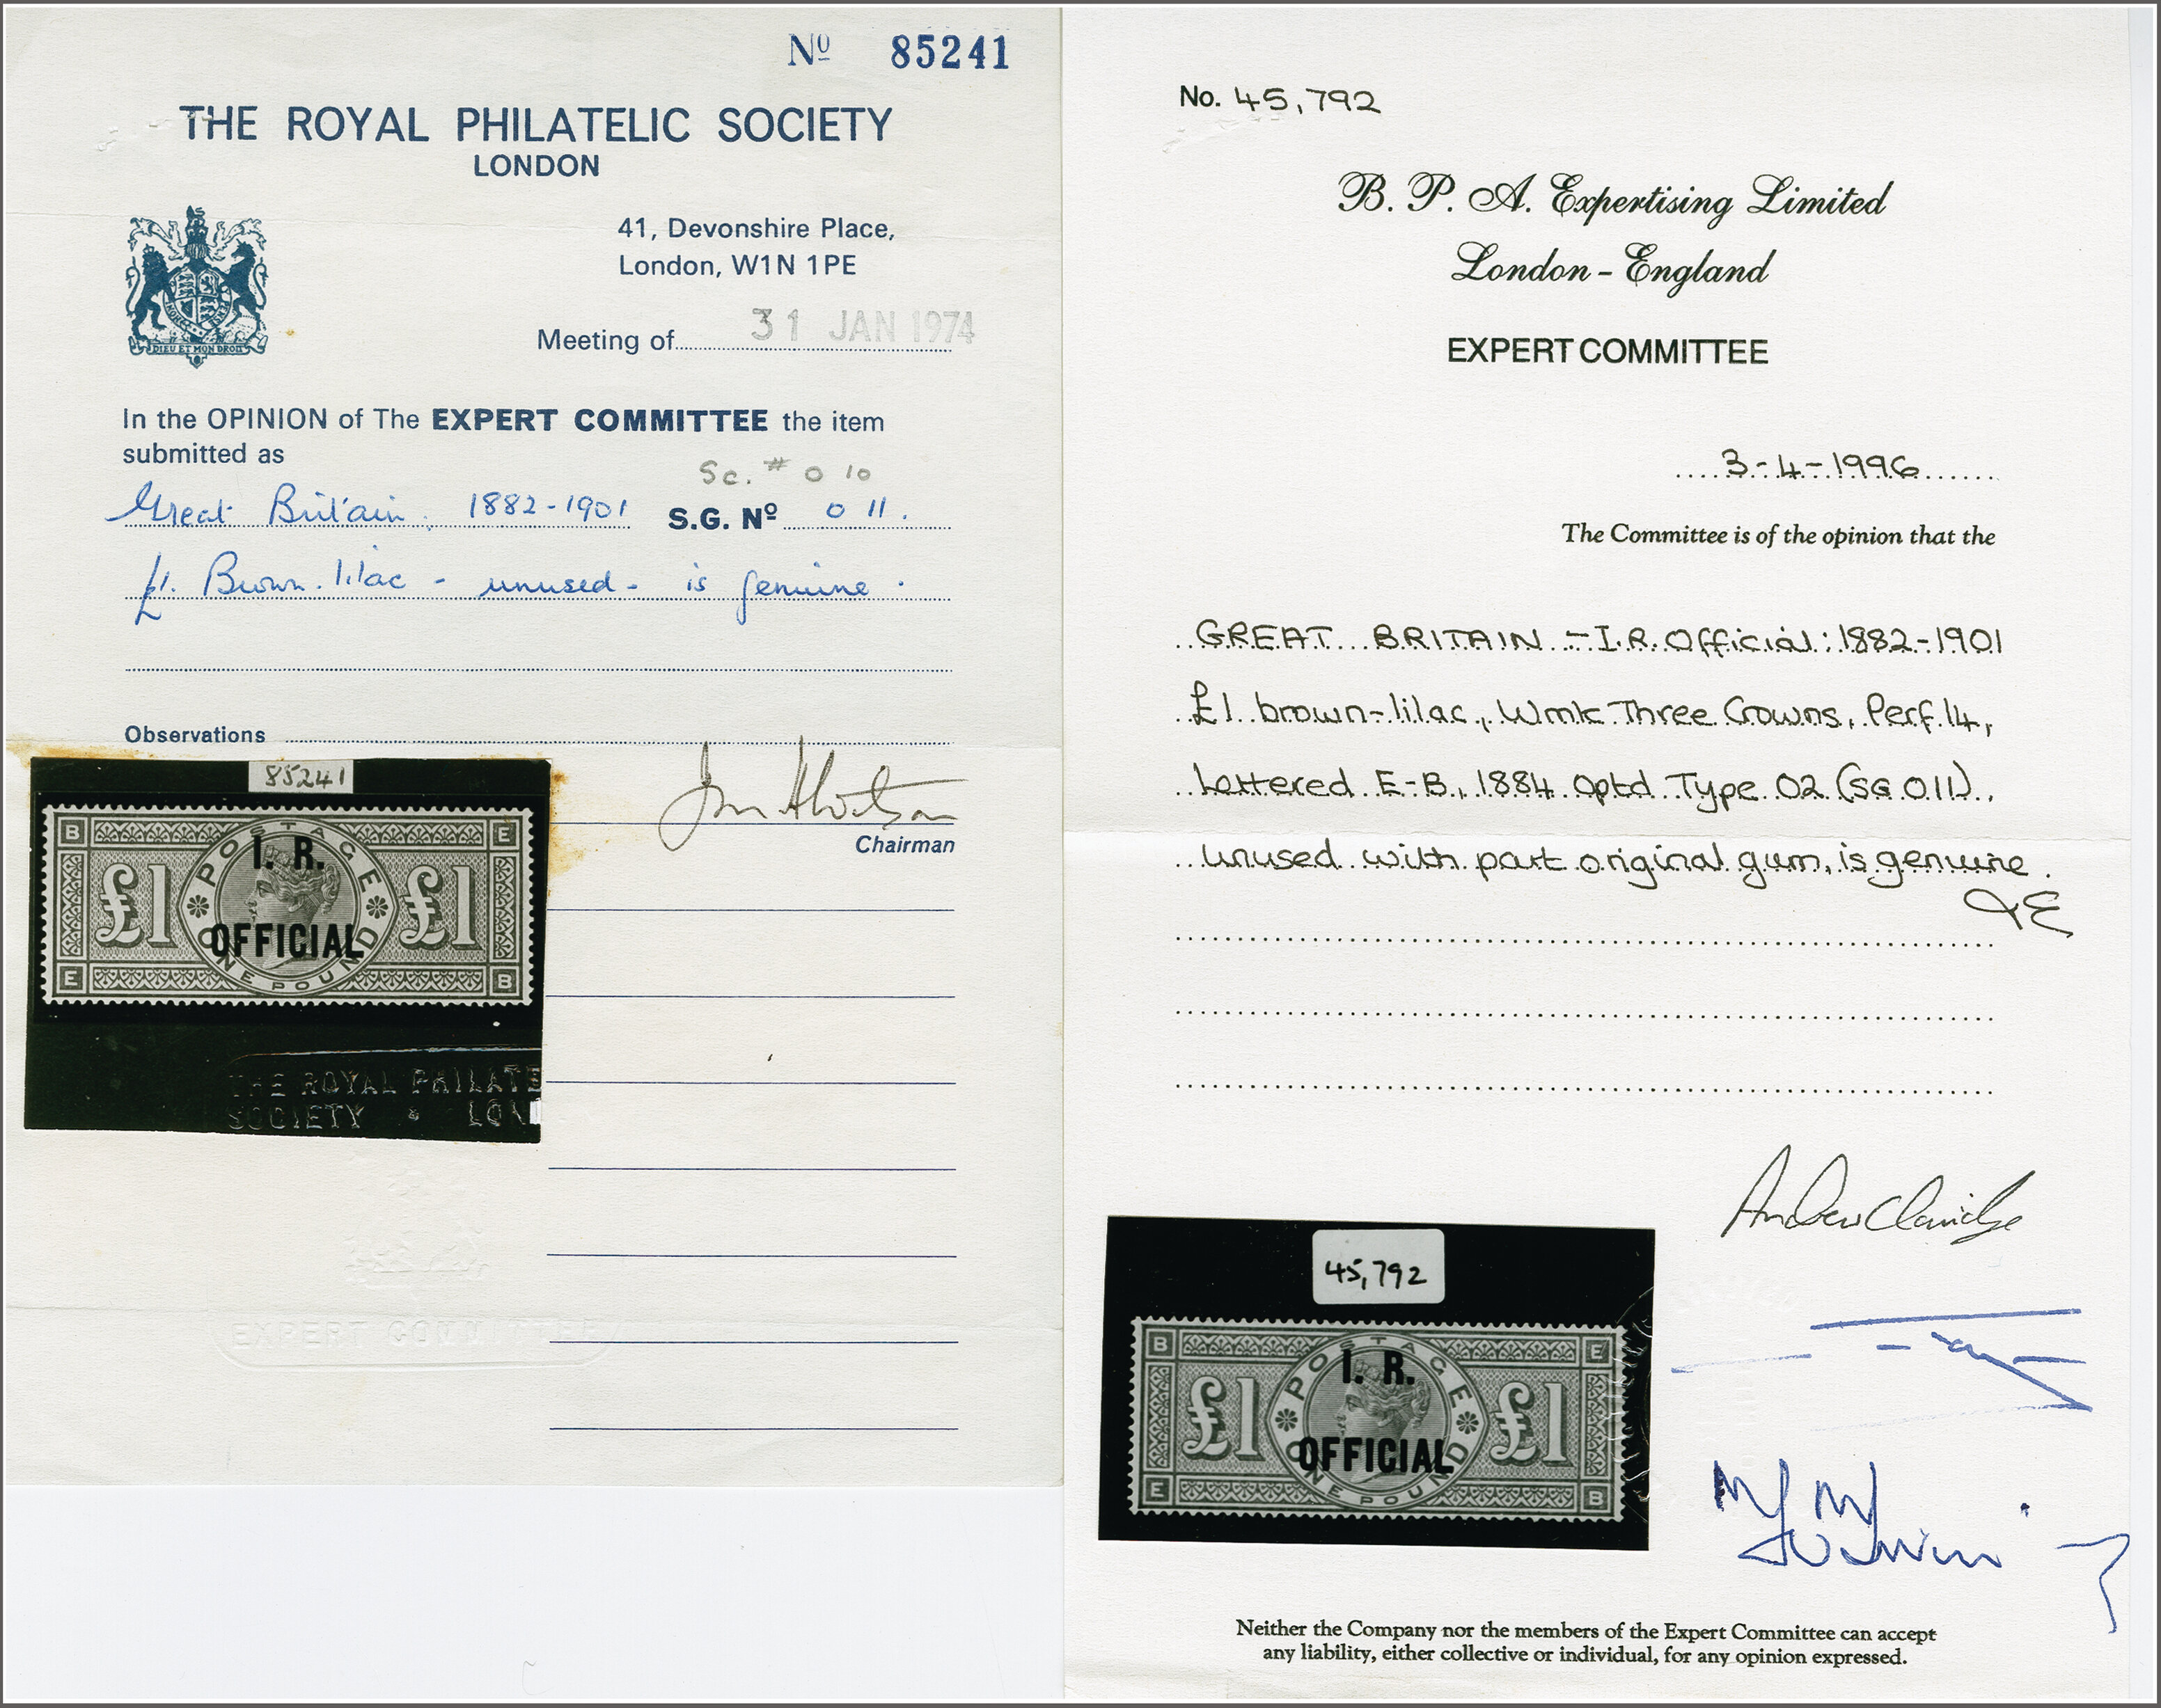 Nº 85241
THE ROYAL PHILATELIC SOCIETY
LONDON
41, Devonshire Place,
London, W1N 1PE
DIEU ET MON DROIT
Meeting of 31 JAN 1974
In the OPINION of The EXPERT COMMITTEE the item
submitted as
Sc. # 0 10
Great Britain. 1882-1901 S.G. Nº 0 11.
£1. Brown-lilac - unused - is genuine.
Observations
Chairman
85241
B E
POSTAGE
I. R.
£1 £1
OFFICIAL
ONE POUND
E B
THE ROYAL PHILATE
SOCIETY LON
EXPERT COMMITTEE
No. 45,792
B. P. A. Expertising Limited
London - England
EXPERT COMMITTEE
3-4-1996
The Committee is of the opinion that the
GREAT BRITAIN - I.R. Official: 1882-1901
£1 brown-lilac, Wmk Three Crowns, Perf. 14,
Lettered E-B, 1884 Optd Type O2 (SG O11),
unused with part original gum, is genuine.
Andrew Claridge
45,792
B E
POSTAGE
I. R.
£1 £1
OFFICIAL
ONE POUND
E B
Neither the Company nor the members of the Expert Committee can accept
any liability, either collective or individual, for any opinion expressed.